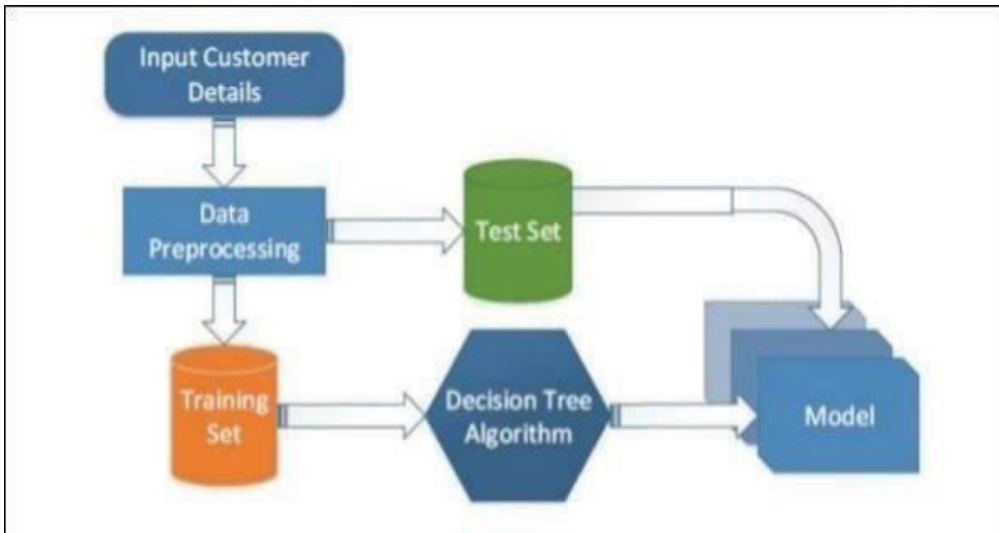 Input Customer
Details
Data
Preprocessing
Test Set
Training
Set
Decision Tree
Algorithm
Model